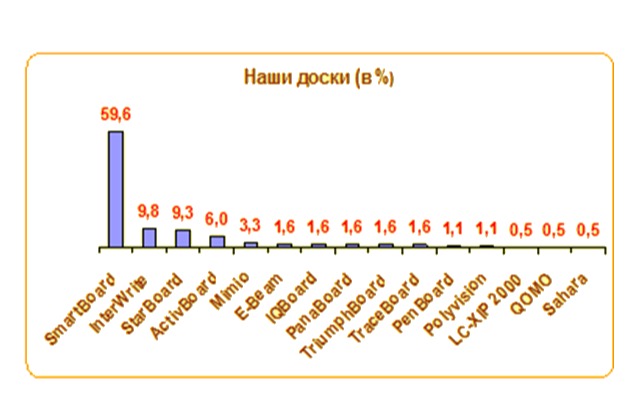 Наши доски (в %)
59,6
9,8
9,3
6,0
3,3
1,6
1,6
1,6
1,6
1,6
1,1
1,1
0,5
0,5
0,5
SmartBoard
InterWrite
StarBoard
ActivBoard
Mimio
E-Beam
IQBoard
PanaBoard
TriumphBoard
TraceBoard
PenBoard
Polyvision
LC-XIP 2000
QOMO
Sahara